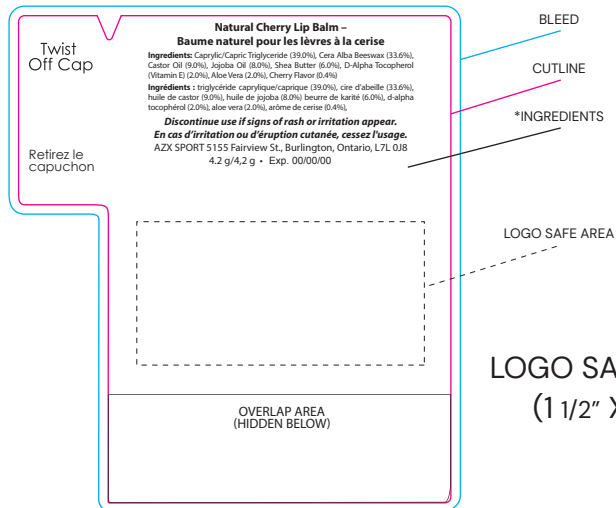 Natural Cherry Lip Balm –
Baume naturel pour les lèvres à la cerise
Ingredients: Caprylic/Capric Triglyceride (39.0%), Cera Alba Beeswax (33.6%),
Castor Oil (9.0%), Jojoba Oil (8.0%), Shea Butter (6.0%), D-Alpha Tocopherol
(Vitamin E) (2.0%), Aloe Vera (2.0%), Cherry Flavor (0.4%)
Ingrédients : triglycéride caprylique/caprique (39.0%), cire d'abeille (33.6%),
huile de castor (9.0%), huile de jojoba (8.0%) beurre de karité (6.0%), d-alpha
tocophérol (2.0%), aloe vera (2.0%), arôme de cerise (0.4%),
Discontinue use if signs of rash or irritation appear.
En cas d'irritation ou d'éruption cutanée, cessez l'usage.
AZX SPORT 5155 Fairview St., Burlington, Ontario, L7L 0J8
4.2 g/4,2 g • Exp. 00/00/00
Twist
Off Cap
Retirez le
capuchon
BLEED
CUTLINE
*INGREDIENTS
LOGO SAFE AREA
LOGO SA
(1 1/2" X
OVERLAP AREA
(HIDDEN BELOW)